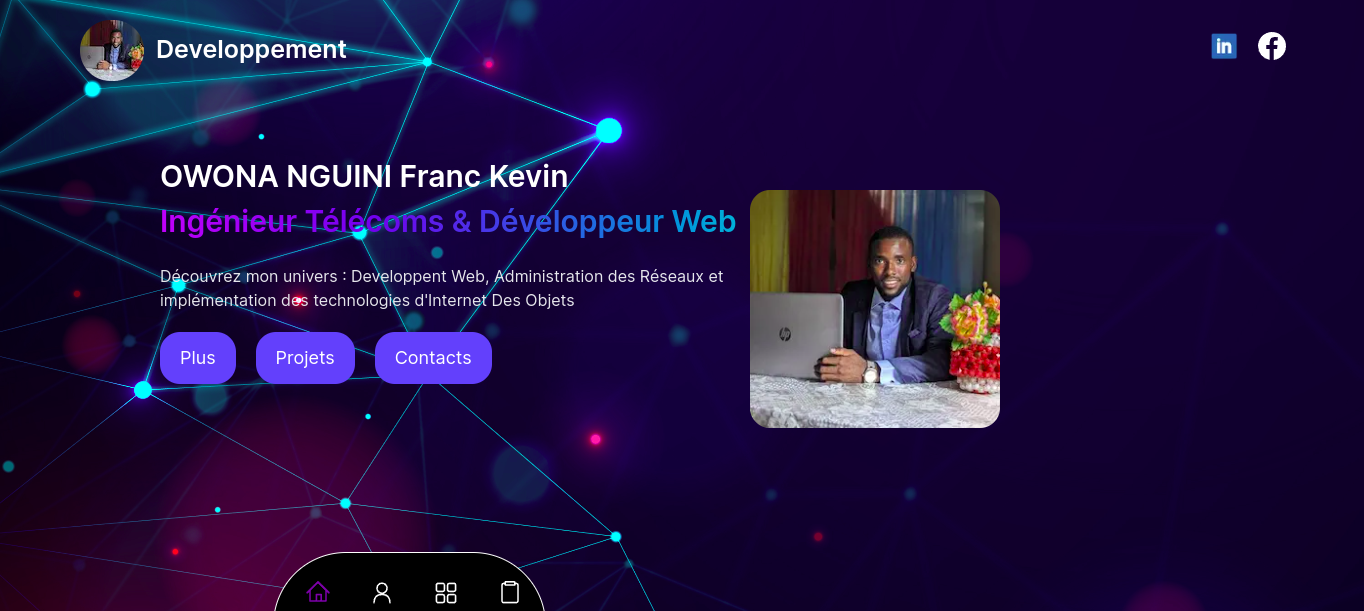 Developpement
OWONA NGUINI Franc Kevin
Ingénieur Télécoms & Développeur Web
Découvrez mon univers : Developpent Web, Administration des Réseaux et
implémentation des technologies d'Internet Des Objets
Plus Projets Contacts